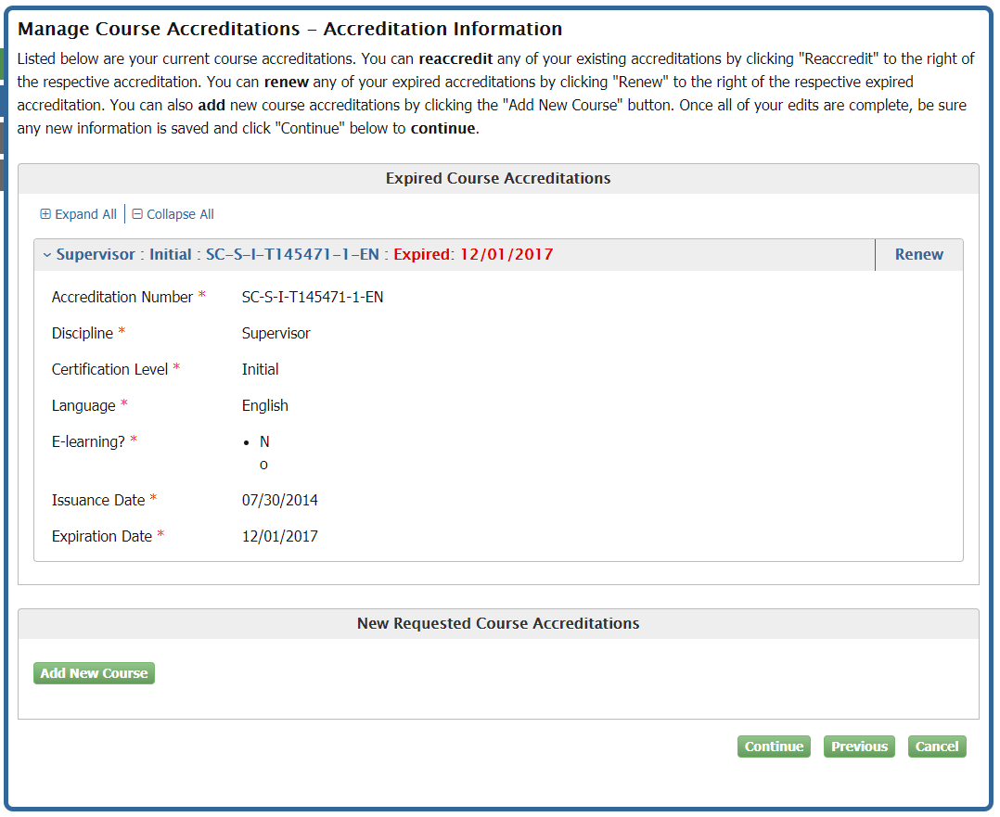 Manage Course Accreditations – Accreditation Information
Listed below are your current course accreditations. You can reaccredit any of your existing accreditations by clicking "Reaccredit" to the right of
the respective accreditation. You can renew any of your expired accreditations by clicking "Renew" to the right of the respective expired
accreditation. You can also add new course accreditations by clicking the "Add New Course" button. Once all of your edits are complete, be sure
any new information is saved and click "Continue" below to continue.
Expired Course Accreditations
Expand All | Collapse All
Supervisor : Initial : SC-S-I-T145471-1-EN : Expired: 12/01/2017 Renew
Accreditation Number * SC-S-I-T145471-1-EN
Discipline * Supervisor
Certification Level * Initial
Language * English
E-learning? * • N
o
Issuance Date * 07/30/2014
Expiration Date * 12/01/2017
New Requested Course Accreditations
Add New Course
Continue Previous Cancel